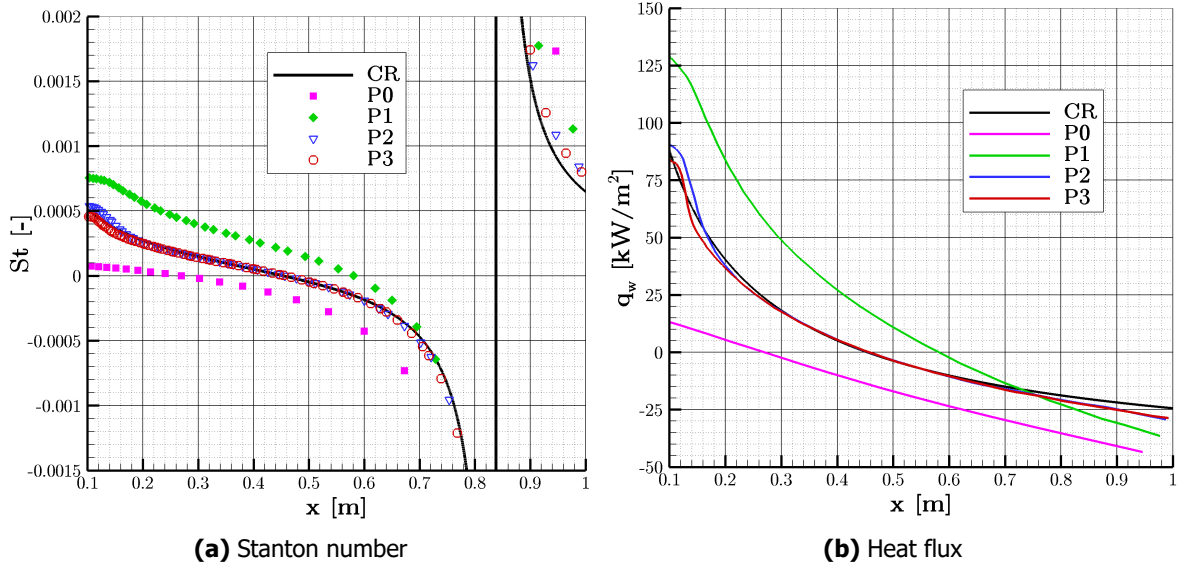 0.002
0.0015
0.001
0.0005
0
-0.0005
-0.001
-0.0015
St [-]
CR
P0
P1
P2
P3
0.1 0.2 0.3 0.4 0.5 0.6 0.7 0.8 0.9 1
x [m]
(a) Stanton number
150
125
100
75
50
25
0
-25
-50
q_w [kW/m²]
CR
P0
P1
P2
P3
0.1 0.2 0.3 0.4 0.5 0.6 0.7 0.8 0.9 1
x [m]
(b) Heat flux